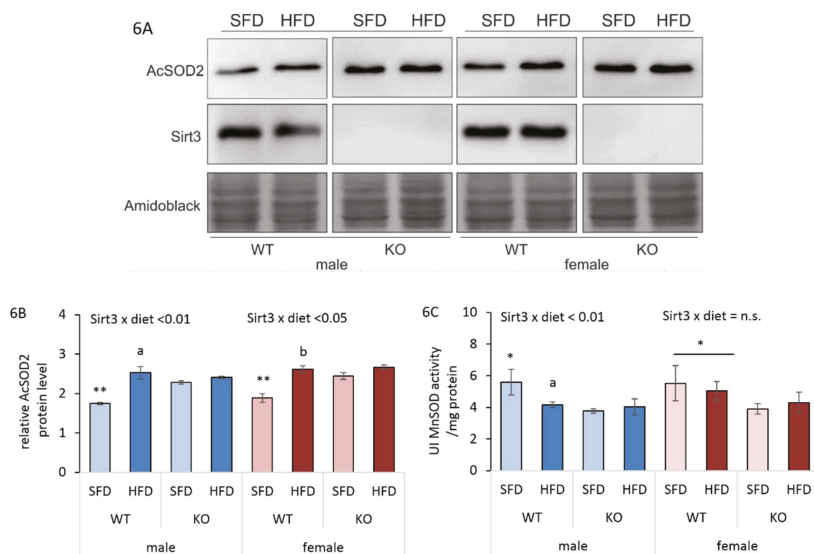 6A
SFD HFD SFD HFD SFD HFD SFD HFD
AcSOD2
Sirt3
Amidoblack
WT KO WT KO
male female
6B
Sirt3 x diet <0.01 Sirt3 x diet <0.05
relative AcSOD2
protein level
4
3
2
1
0
** a ** b
SFD HFD SFD HFD SFD HFD SFD HFD
WT KO WT KO
male female
6C
Sirt3 x diet < 0.01 Sirt3 x diet = n.s.
UI MnSOD activity
/mg protein
10
8
6
4
2
0
* a *
SFD HFD SFD HFD SFD HFD SFD HFD
WT KO WT KO
male female